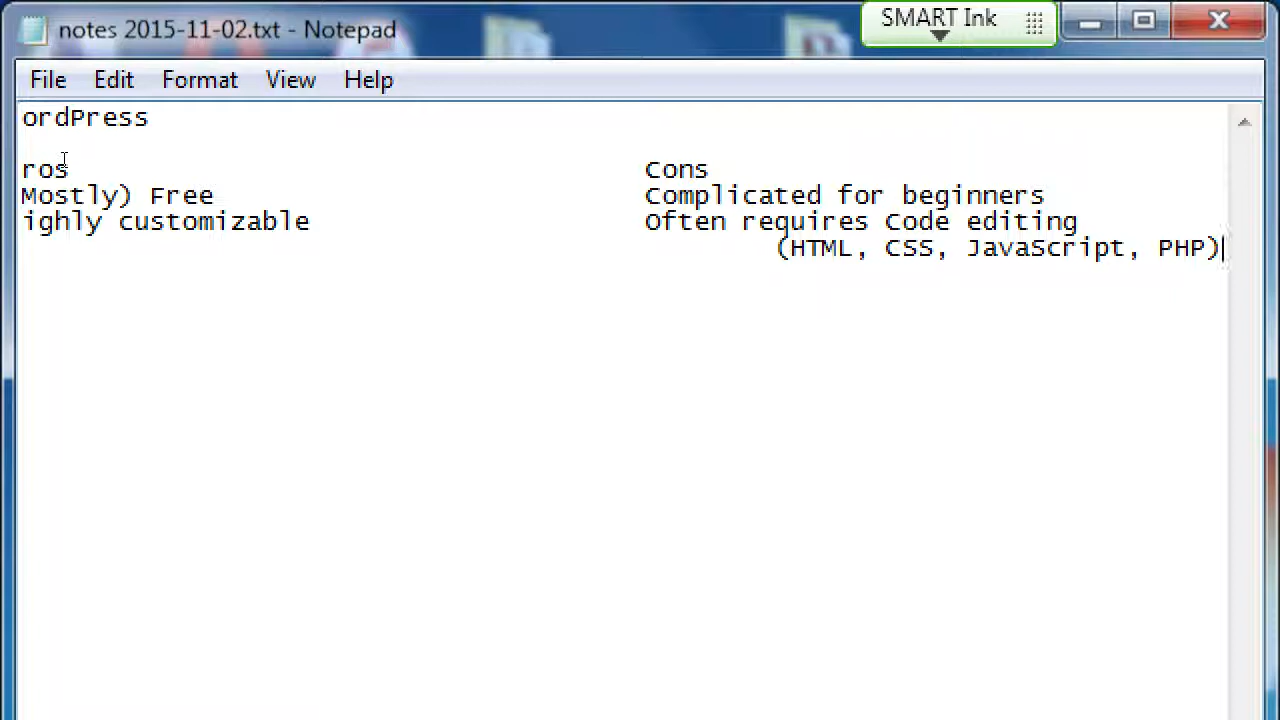 notes 2015-11-02.txt - Notepad
SMART Ink
File Edit Format View Help
ordPress
ros Cons
Mostly) Free Complicated for beginners
ighly customizable Often requires Code editing
(HTML, CSS, JavaScript, PHP)